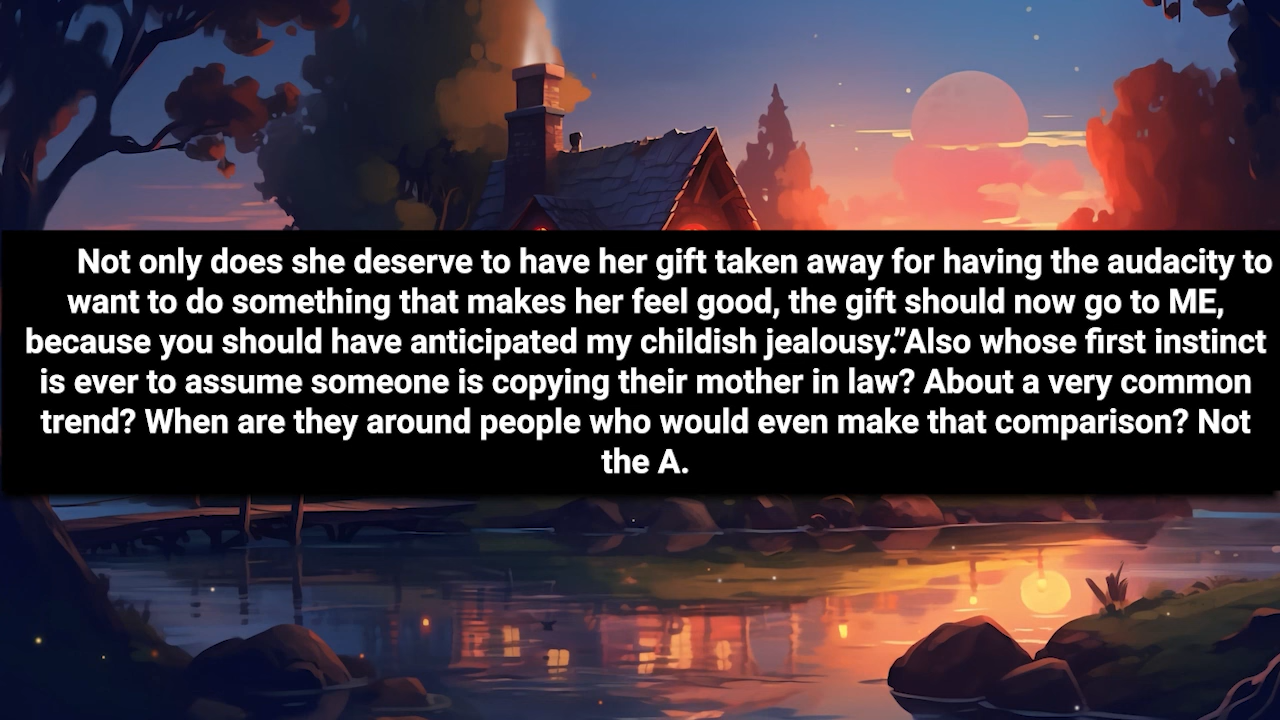 Not only does she deserve to have her gift taken away for having the audacity to
want to do something that makes her feel good, the gift should now go to ME,
because you should have anticipated my childish jealousy.”Also whose first instinct
is ever to assume someone is copying their mother in law? About a very common
trend? When are they around people who would even make that comparison? Not
the A.